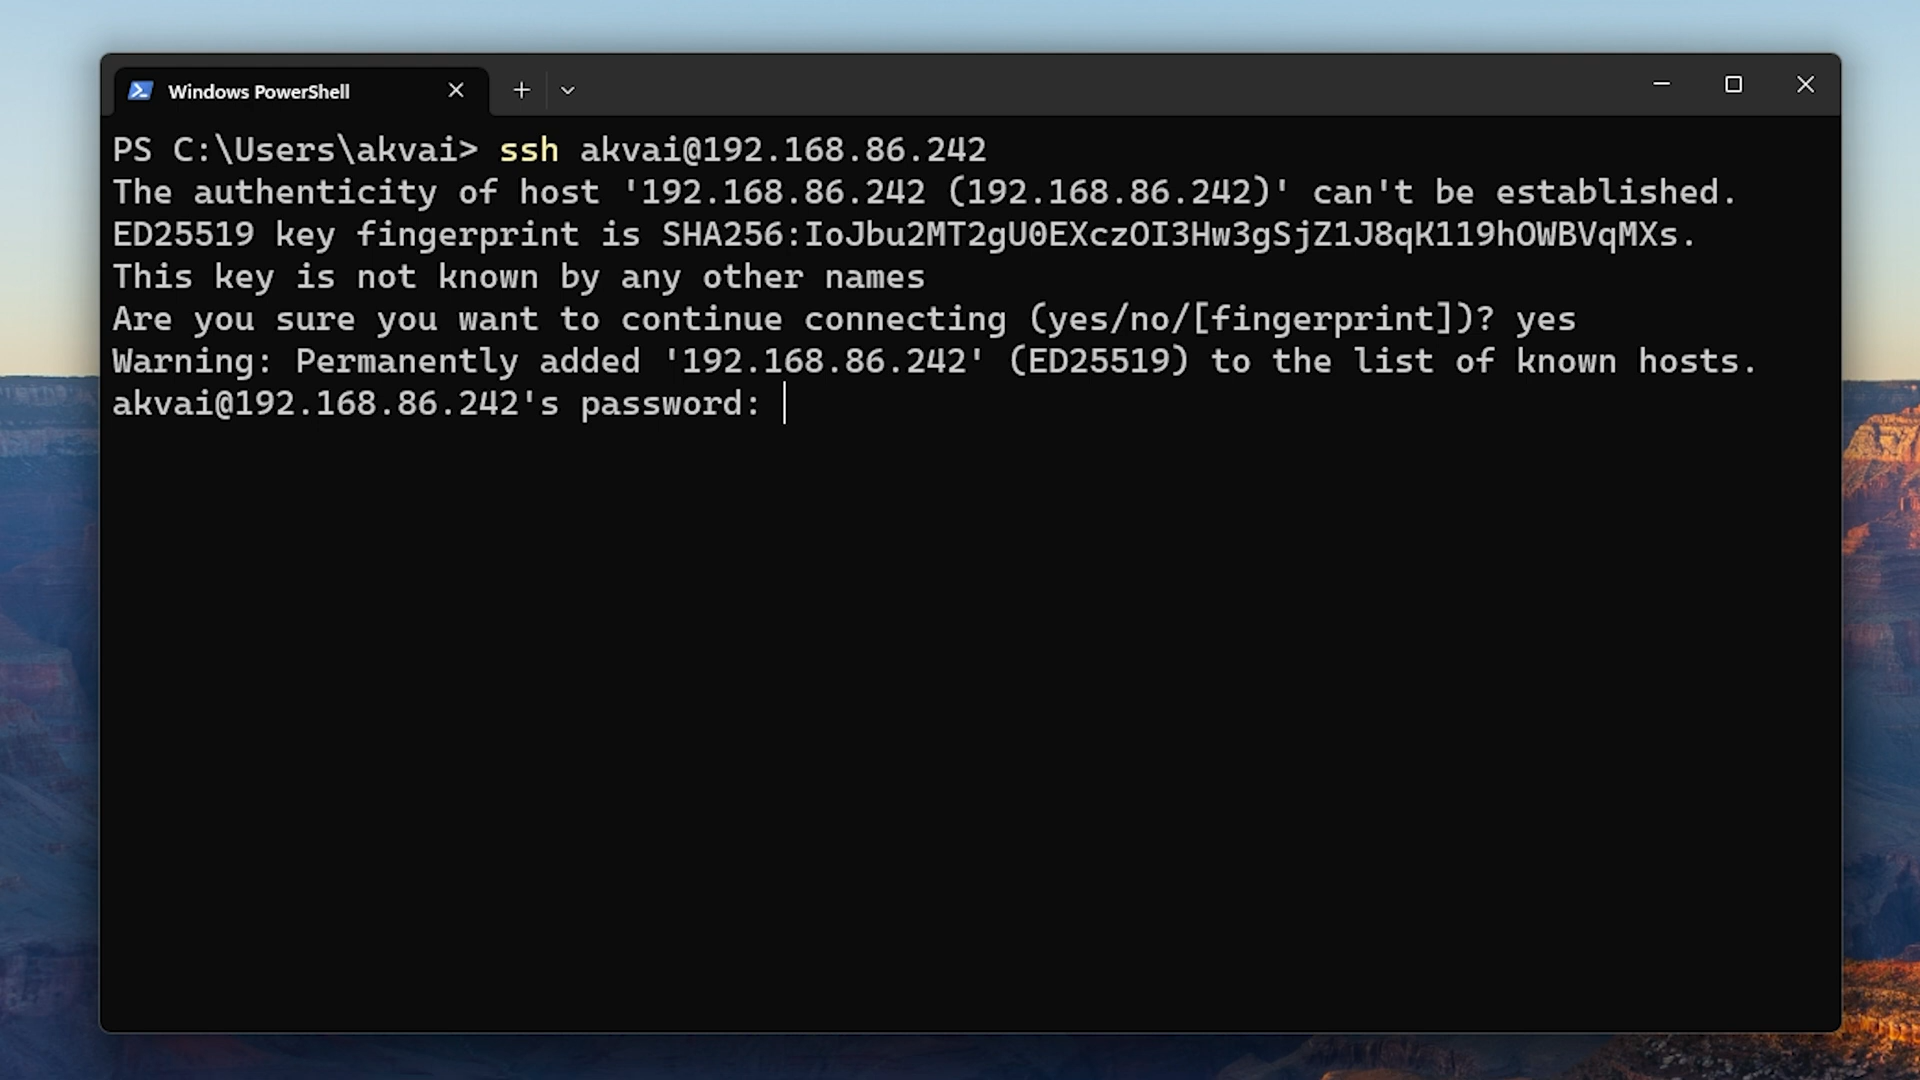 Windows PowerShell
PS C:\Users\akvai> ssh akvai@192.168.86.242
The authenticity of host '192.168.86.242 (192.168.86.242)' can't be established.
ED25519 key fingerprint is SHA256:IoJbu2MT2gU0EXczOI3Hw3gSjZ1J8qK119hOWBVqMXs.
This key is not known by any other names
Are you sure you want to continue connecting (yes/no/[fingerprint])? yes
Warning: Permanently added '192.168.86.242' (ED25519) to the list of known hosts.
akvai@192.168.86.242's password: